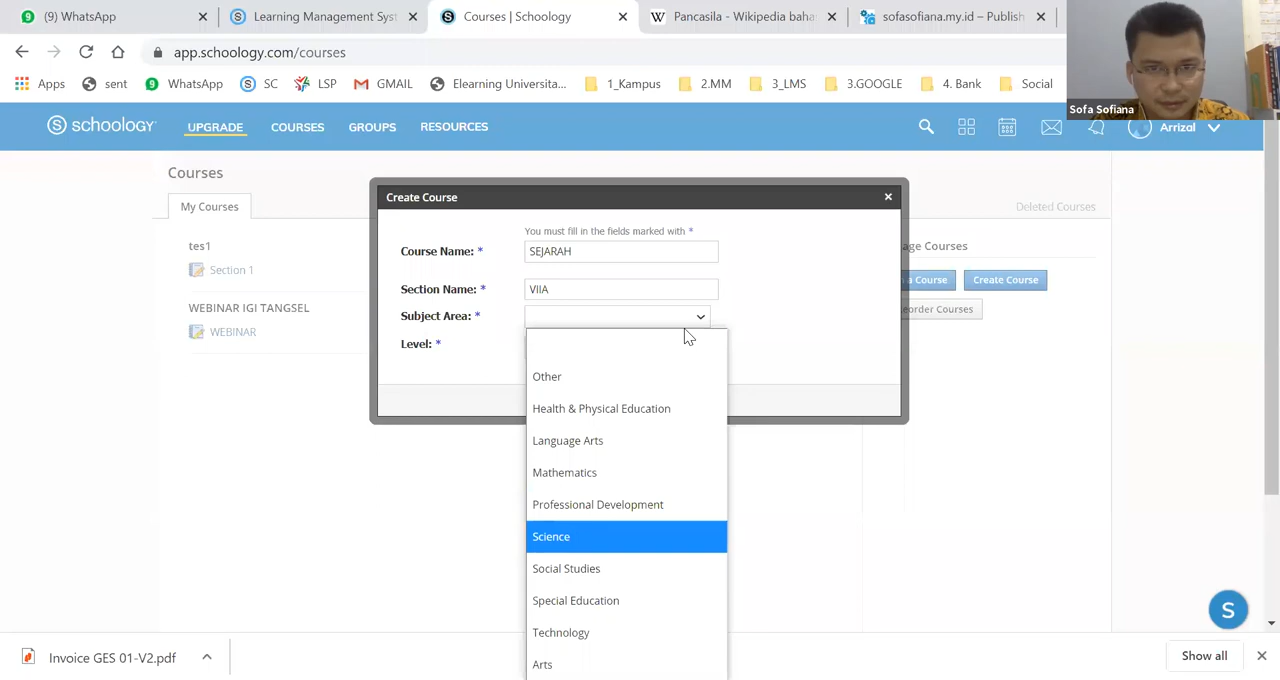 (9) WhatsApp
Learning Management Syst
Courses | Schoology
Pancasila - Wikipedia baha
sofasofiana.my.id – Publish
app.schoology.com/courses
Apps
sent
WhatsApp
SC
LSP
GMAIL
Elearning Universita...
1_Kampus
2.MM
3_LMS
3.GOOGLE
4. Bank
Social
Sofa Sofiana
schoology
UPGRADE
COURSES
GROUPS
RESOURCES
Arrizal
Courses
My Courses
Deleted Courses
tes1
Section 1
WEBINAR IGI TANGSEL
WEBINAR
Create Course
You must fill in the fields marked with *
Course Name: *
SEJARAH
Section Name: *
VIIA
Subject Area: *
Level: *
Other
Health & Physical Education
Language Arts
Mathematics
Professional Development
Science
Social Studies
Special Education
Technology
Arts
age Courses
a Course
Create Course
eorder Courses
S
Invoice GES 01-V2.pdf
Show all